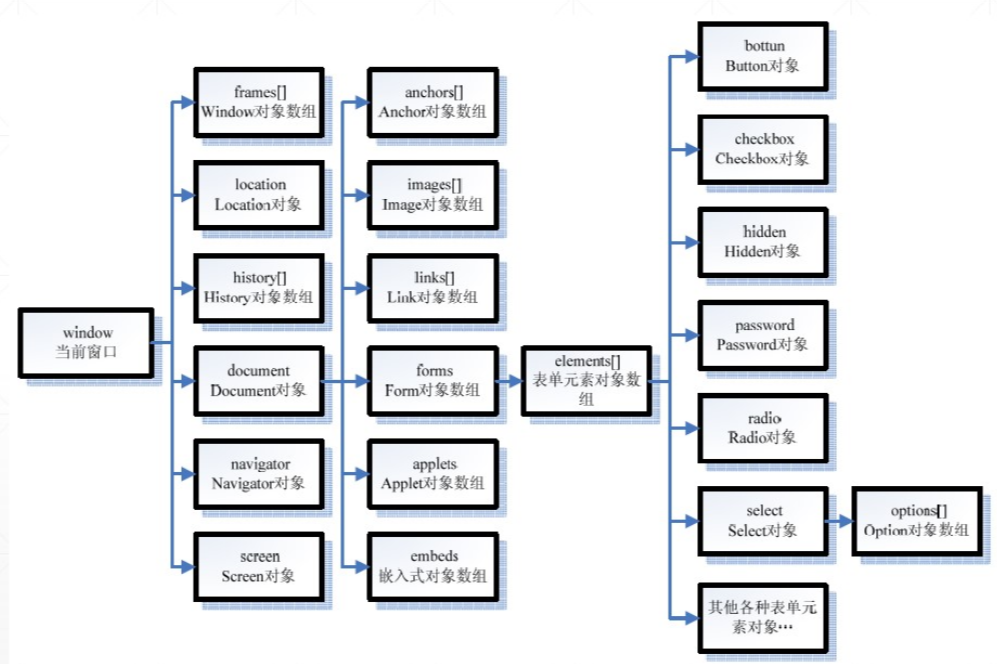 window
当前窗口
frames[]
Window对象数组
location
Location对象
history[]
History对象数组
document
Document对象
navigator
Navigator对象
screen
Screen对象
anchors[]
Anchor对象数组
images[]
Image对象数组
links[]
Link对象数组
forms
Form对象数组
applets
Applet对象数组
embeds
嵌入式对象数组
elements[]
表单元素对象数
组
bottun
Button对象
checkbox
Checkbox对象
hidden
Hidden对象
password
Password对象
radio
Radio对象
select
Select对象
其他各种表单元
素对象…
options[]
Option对象数组